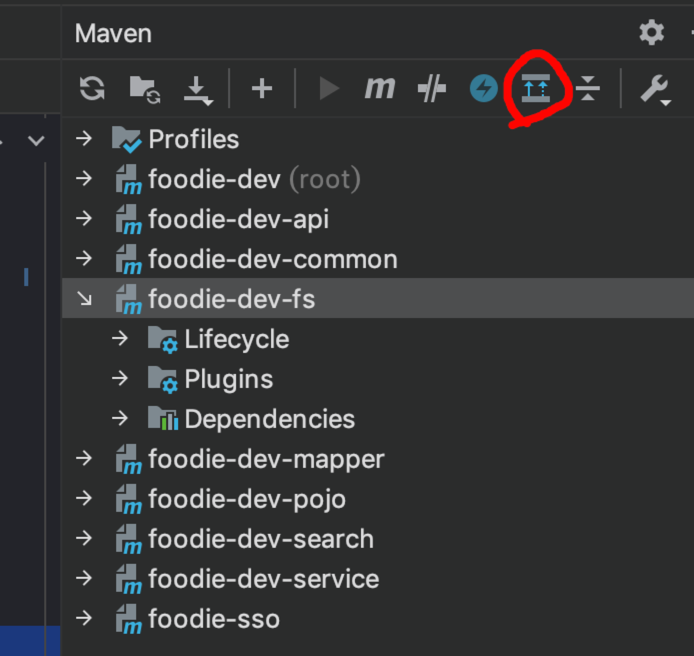 Maven
m
Profiles
foodie-dev (root)
foodie-dev-api
foodie-dev-common
foodie-dev-fs
Lifecycle
Plugins
Dependencies
foodie-dev-mapper
foodie-dev-pojo
foodie-dev-search
foodie-dev-service
foodie-sso